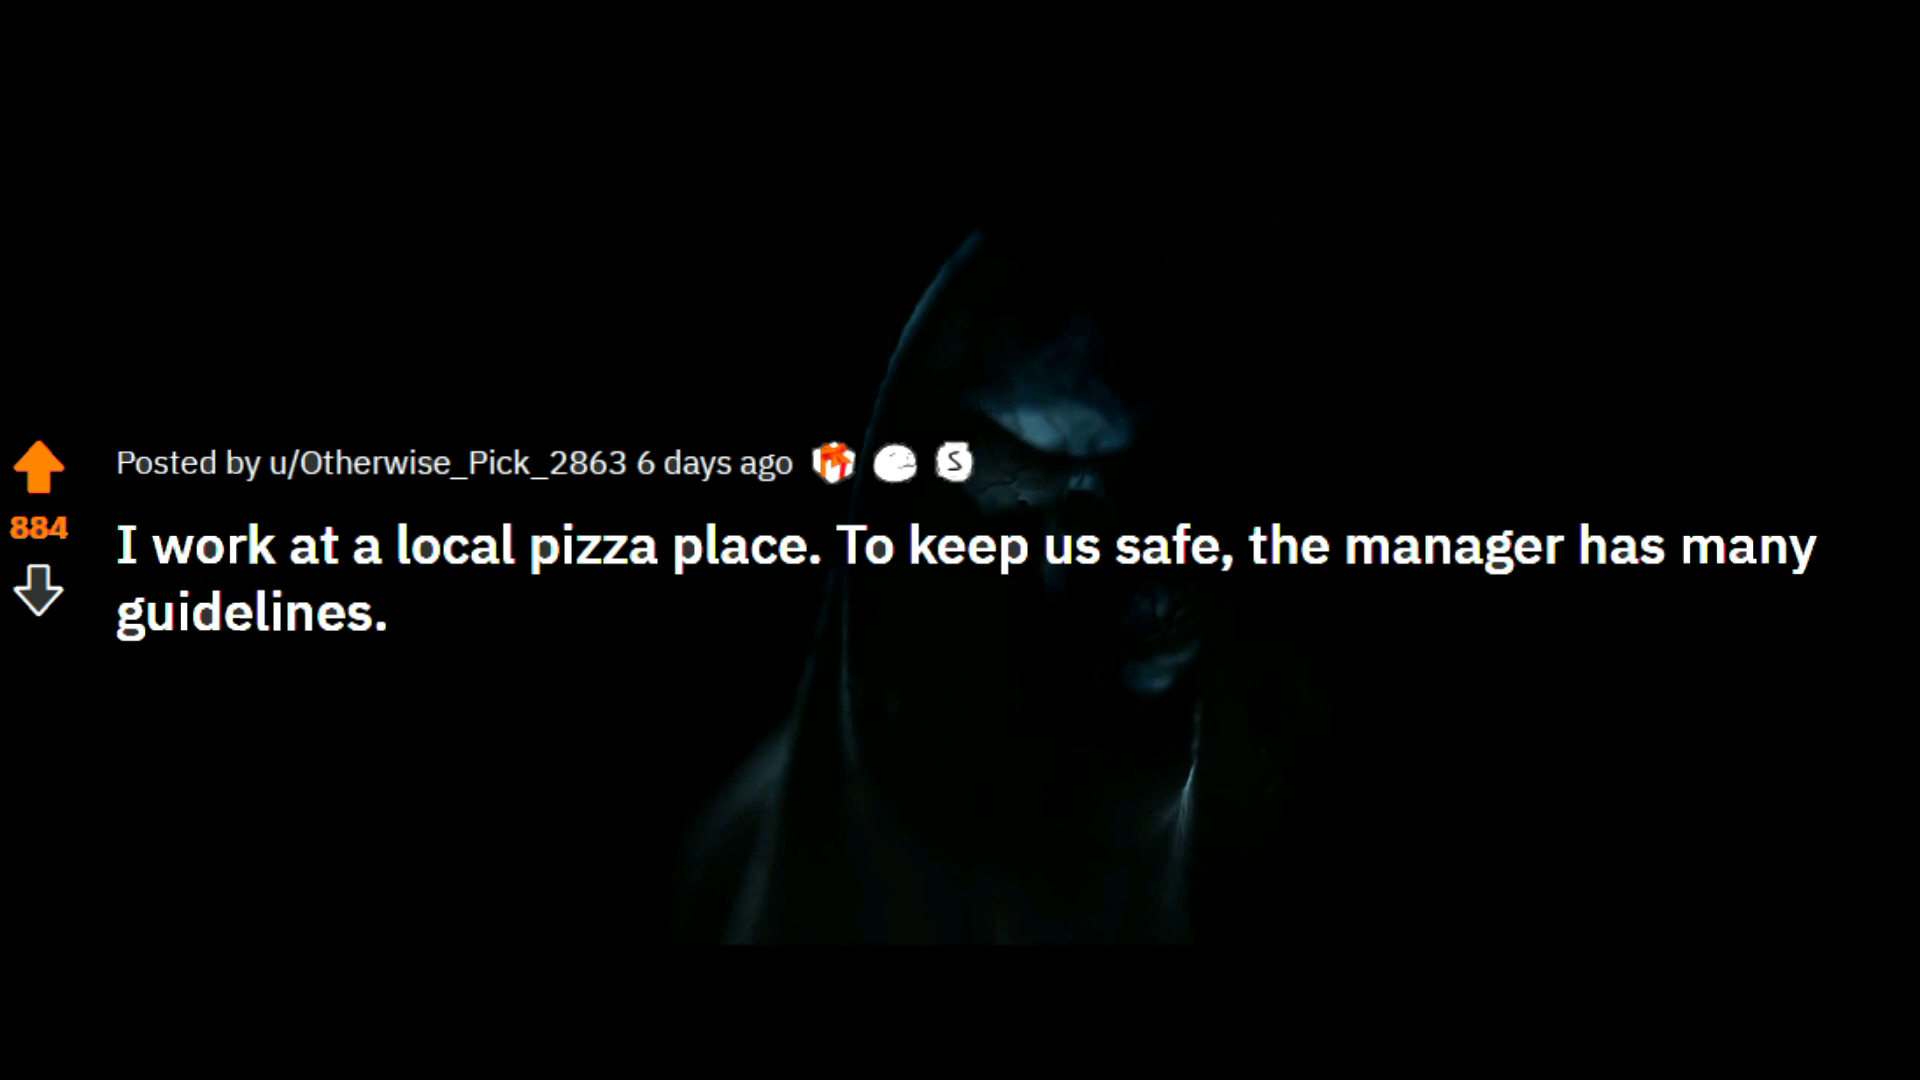 Posted by u/Otherwise_Pick_2863 6 days ago S
884
I work at a local pizza place. To keep us safe, the manager has many
guidelines.